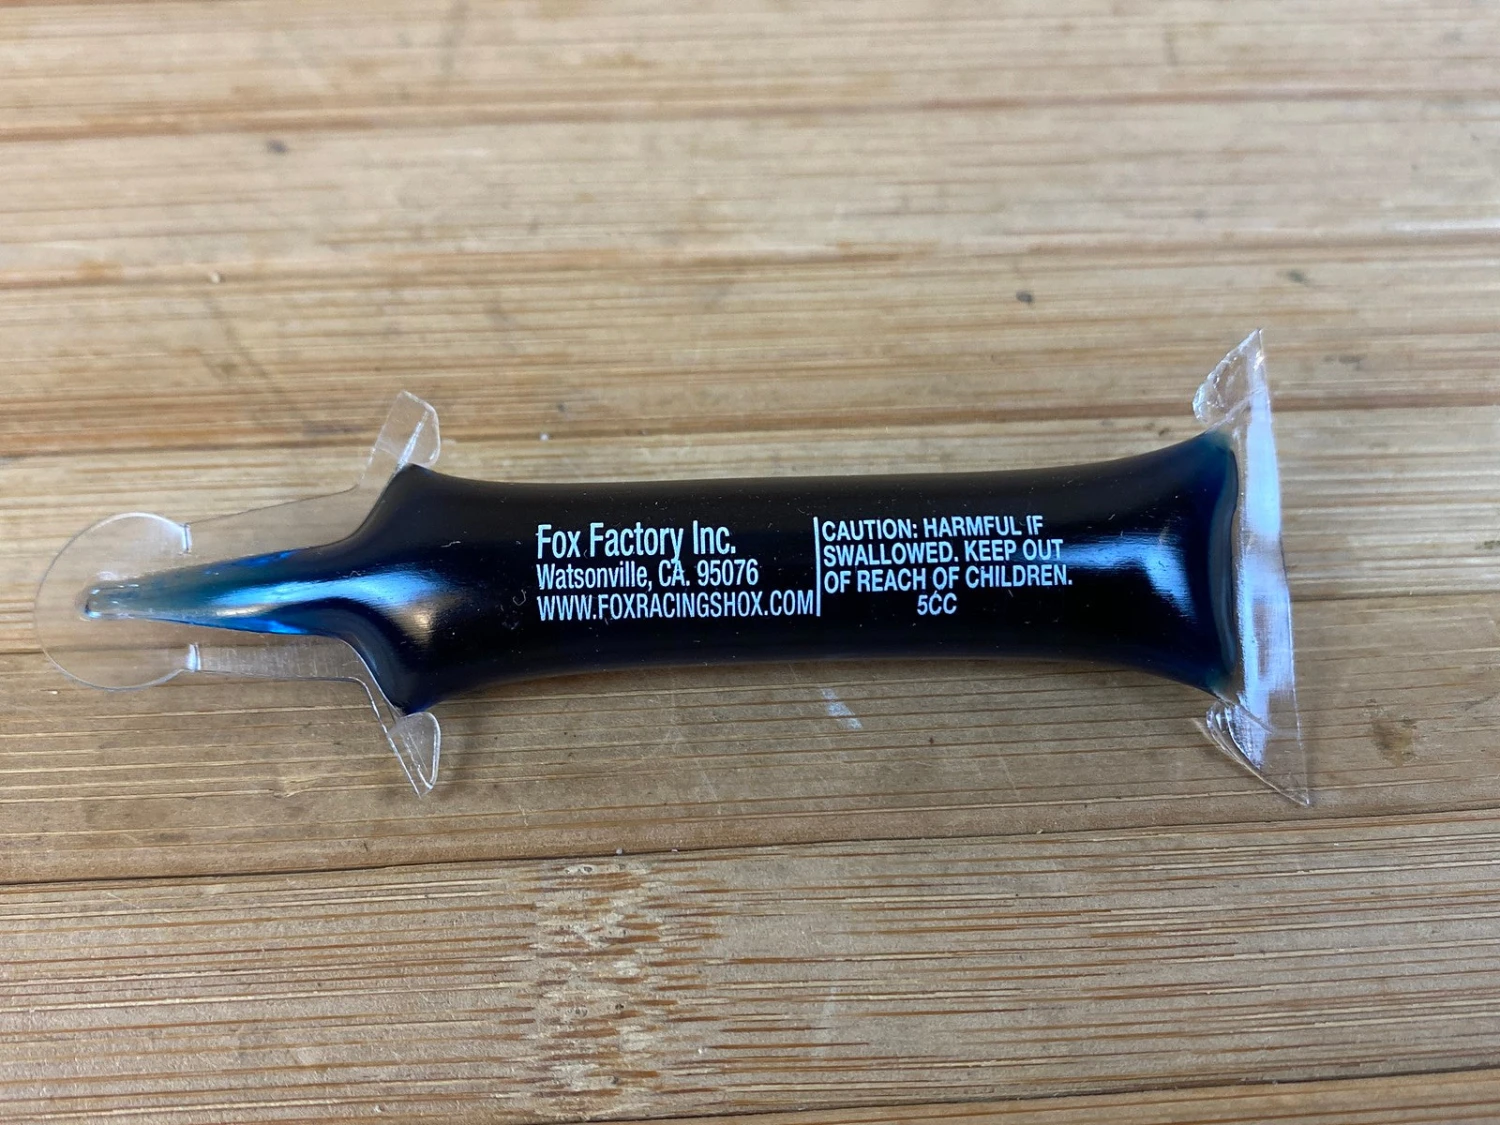 Fox Factory Inc.
Watsonville, CA. 95076
WWW.FOXRACINGSHOX.COM
CAUTION: HARMFUL IF
SWALLOWED. KEEP OUT
OF REACH OF CHILDREN.
5CC